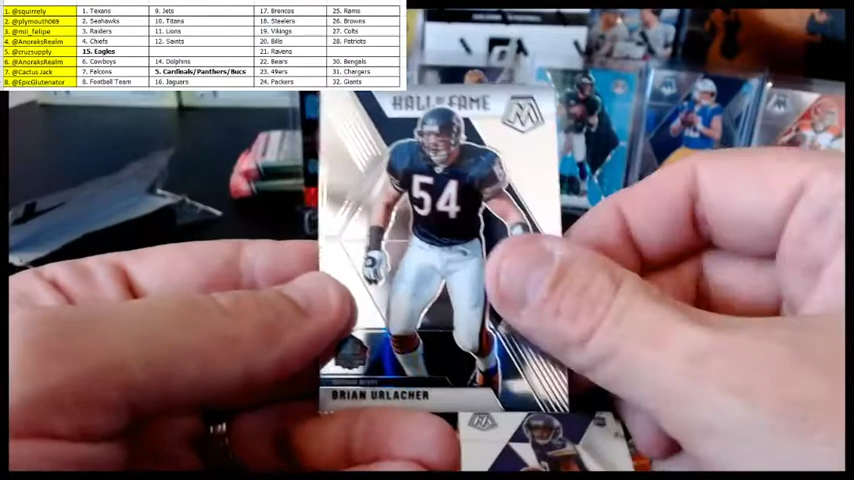 1. @squirrely 1. Texans 9. Jets 17. Broncos 25. Rams
2. @plymouth069 2. Seahawks 10. Titans 18. Steelers 26. Browns
3. @mii_felipe 3. Raiders 11. Lions 19. Vikings 27. Colts
4. @AnoraksRealm 4. Chiefs 12. Saints 20. Bills 28. Patriots
5. @cruzsupply 15. Eagles 21. Ravens
6. @AnoraksRealm 6. Cowboys 14. Dolphins 22. Bears 30. Bengals
7. @Cactus Jack 7. Falcons 5. Cardinals/Panthers/Bucs 23. 49ers 31. Chargers
8. @EpicGlutenator 8. Football Team 16. Jaguars 24. Packers 32. Giants
HALL OF FAME
M
54
BRIAN URLACHER